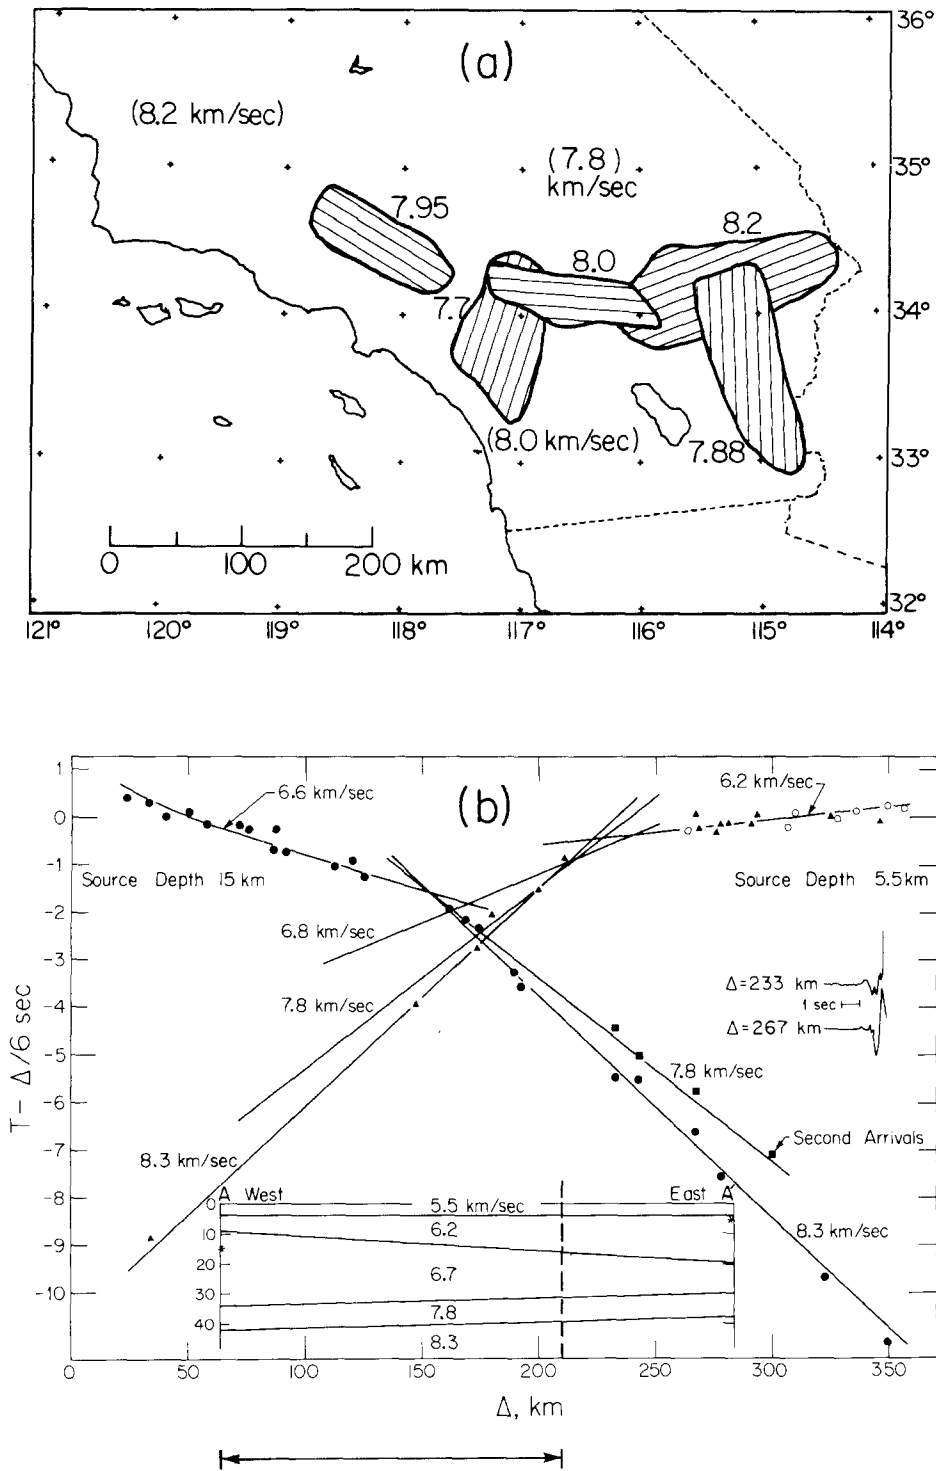 (a)
36°
(8.2 km/sec)
(7.8)
km/sec
35°
7.95
8.2
8.0
7.7
34°
(8.0 km/sec)
7.88
33°
0 100 200 km
32°
121° 120° 119° 118° 117° 116° 115° 114°
(b)
1
0
-1
-2
-3
-4
-5
-6
-7
-8
-9
-10
T - Δ/6 sec
6.6 km/sec
6.2 km/sec
Source Depth 15 km
Source Depth 5.5 km
6.8 km/sec
Δ=233 km
1 sec
Δ=267 km
7.8 km/sec
7.8 km/sec
Second Arrivals
8.3 km/sec
A West
East A'
8.3 km/sec
0
10
20
30
40
5.5 km/sec
6.2
6.7
7.8
8.3
0 50 100 150 200 250 300 350
Δ, km